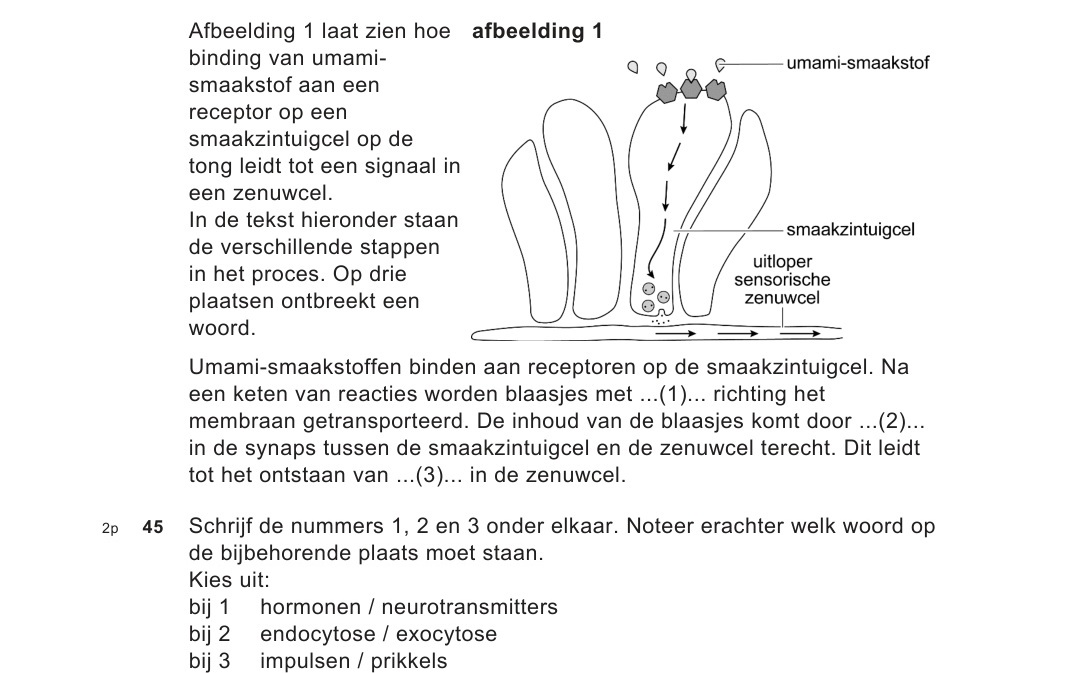 Afbeelding 1 laat zien hoe
binding van umami-
smaakstof aan een
receptor op een
smaakzintuigcel op de
tong leidt tot een signaal in
een zenuwcel.
In de tekst hieronder staan
de verschillende stappen
in het proces. Op drie
plaatsen ontbreekt een
woord.
afbeelding 1
umami-smaakstof
smaakzintuigcel
uitloper
sensorische
zenuwcel
Umami-smaakstoffen binden aan receptoren op de smaakzintuigcel. Na
een keten van reacties worden blaasjes met ...(1)... richting het
membraan getransporteerd. De inhoud van de blaasjes komt door ...(2)...
in de synaps tussen de smaakzintuigcel en de zenuwcel terecht. Dit leidt
tot het ontstaan van ...(3)... in de zenuwcel.
2p 45 Schrijf de nummers 1, 2 en 3 onder elkaar. Noteer erachter welk woord op
de bijbehorende plaats moet staan.
Kies uit:
bij 1 hormonen / neurotransmitters
bij 2 endocytose / exocytose
bij 3 impulsen / prikkels